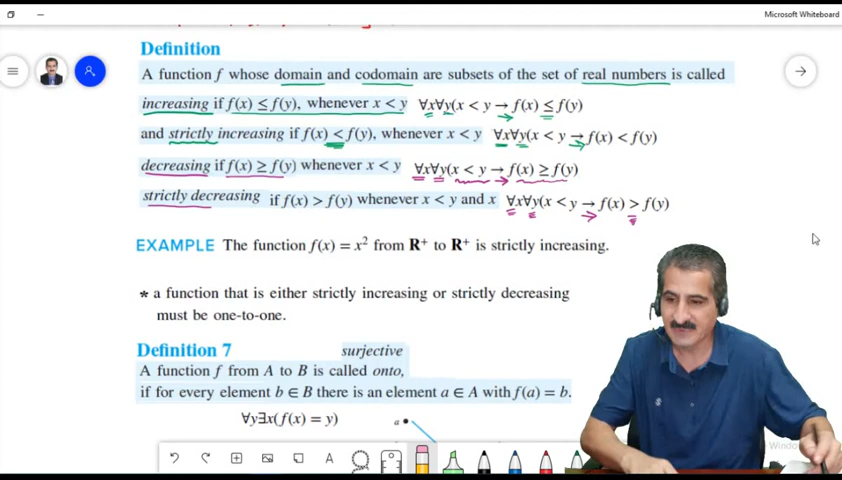 Microsoft Whiteboard
Definition
A function f whose domain and codomain are subsets of the set of real numbers is called
increasing if f(x) ≤ f(y), whenever x < y ∀x∀y(x < y → f(x) ≤ f(y)
and strictly increasing if f(x) < f(y), whenever x < y ∀x∀y(x < y → f(x) < f(y)
decreasing if f(x) ≥ f(y) whenever x < y ∀x∀y(x < y → f(x) ≥ f(y)
strictly decreasing if f(x) > f(y) whenever x < y and x ∀x∀y(x < y → f(x) > f(y)
EXAMPLE The function f(x) = x² from R⁺ to R⁺ is strictly increasing.
* a function that is either strictly increasing or strictly decreasing
must be one-to-one.
Definition 7 surjective
A function f from A to B is called onto,
if for every element b ∈ B there is an element a ∈ A with f(a) = b.
∀y∃x(f(x) = y)
a
A